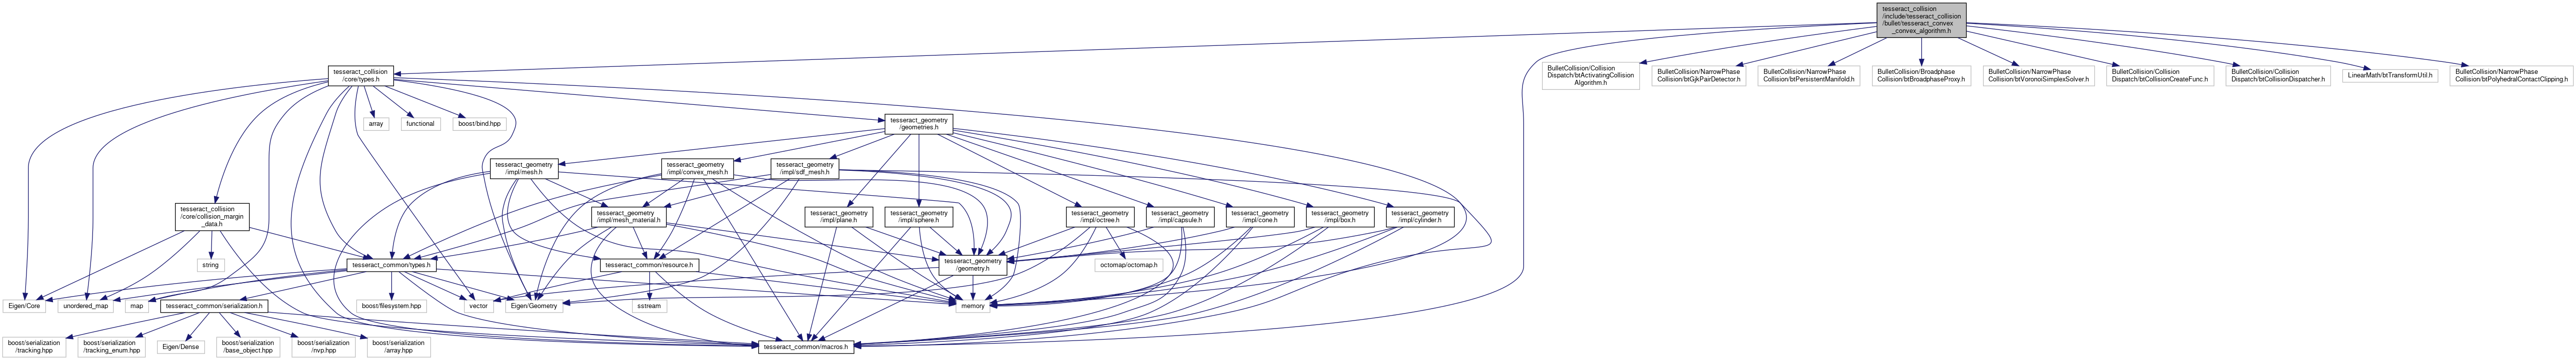 tesseract_collision
/include/tesseract_collision
/bullet/tesseract_convex
_convex_algorithm.h
tesseract_collision
/core/types.h
BulletCollision/Collision
Dispatch/btActivatingCollision
Algorithm.h
BulletCollision/NarrowPhase
Collision/btGjkPairDetector.h
BulletCollision/NarrowPhase
Collision/btPersistentManifold.h
BulletCollision/Broadphase
Collision/btBroadphaseProxy.h
BulletCollision/NarrowPhase
Collision/btVoronoiSimplexSolver.h
BulletCollision/Collision
Dispatch/btCollisionCreateFunc.h
BulletCollision/Collision
Dispatch/btCollisionDispatcher.h
LinearMath/btTransformUtil.h
BulletCollision/NarrowPhase
Collision/btPolyhedralContactClipping.h
array
functional
boost/bind.hpp
tesseract_geometry
/geometries.h
tesseract_geometry
/impl/mesh.h
tesseract_geometry
/impl/convex_mesh.h
tesseract_geometry
/impl/sdf_mesh.h
tesseract_collision
/core/collision_margin
_data.h
tesseract_geometry
/impl/mesh_material.h
tesseract_geometry
/impl/plane.h
tesseract_geometry
/impl/sphere.h
tesseract_geometry
/impl/octree.h
tesseract_geometry
/impl/capsule.h
tesseract_geometry
/impl/cone.h
tesseract_geometry
/impl/box.h
tesseract_geometry
/impl/cylinder.h
string
tesseract_common/types.h
tesseract_common/resource.h
tesseract_geometry
/geometry.h
octomap/octomap.h
Eigen/Core
unordered_map
map
tesseract_common/serialization.h
boost/filesystem.hpp
vector
Eigen/Geometry
sstream
memory
boost/serialization
/tracking.hpp
boost/serialization
/tracking_enum.hpp
Eigen/Dense
boost/serialization
/base_object.hpp
boost/serialization
/nvp.hpp
boost/serialization
/array.hpp
tesseract_common/macros.h